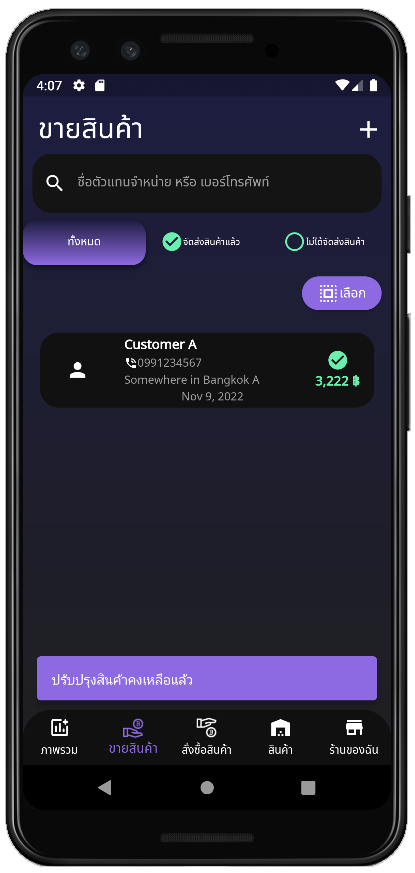 4:07
ขายสินค้า
ชื่อตัวแทนจำหน่าย หรือ เบอร์โทรศัพท์
ทั้งหมด
จัดส่งสินค้าแล้ว
ไม่ได้จัดส่งสินค้า
เลือก
Customer A
0991234567
Somewhere in Bangkok A
Nov 9, 2022
3,222 ฿
ปรับปรุงสินค้าคงเหลือแล้ว
ภาพรวม
ขายสินค้า
สั่งซื้อสินค้า
สินค้า
ร้านของฉัน